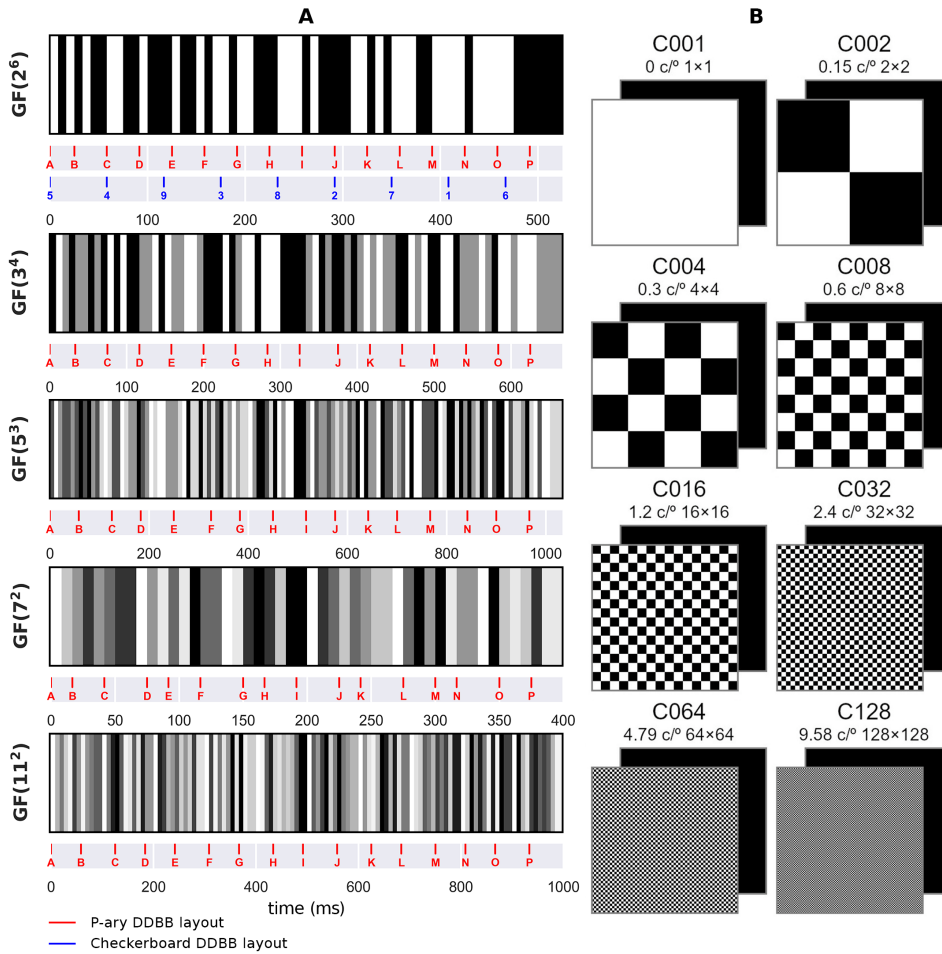 A
GF(2⁶)
A B C D E F G H I J K L M N O P
5 4 9 3 8 2 7 1 6
0 100 200 300 400 500
GF(3⁴)
A B C D E F G H I J K L M N O P
0 100 200 300 400 500 600
GF(5³)
A B C D E F G H I J K L M N O P
0 200 400 600 800 1000
GF(7²)
A B C D E F G H I J K L M N O P
0 50 100 150 200 250 300 350 400
GF(11²)
A B C D E F G H I J K L M N O P
0 200 400 600 800 1000
time (ms)
P-ary DDBB layout
Checkerboard DDBB layout
B
C001 C002
0 c/º 1×1 0.15 c/º 2×2
C004 C008
0.3 c/º 4×4 0.6 c/º 8×8
C016 C032
1.2 c/º 16×16 2.4 c/º 32×32
C064 C128
4.79 c/º 64×64 9.58 c/º 128×128